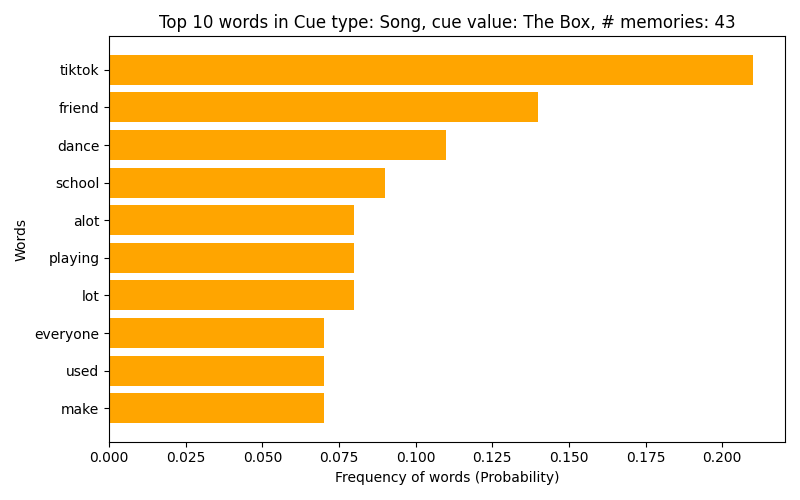 Top 10 words in Cue type: Song, cue value: The Box, # memories: 43
tiktok
friend
dance
school
alot
playing
lot
everyone
used
make
Words
0.000 0.025 0.050 0.075 0.100 0.125 0.150 0.175 0.200
Frequency of words (Probability)